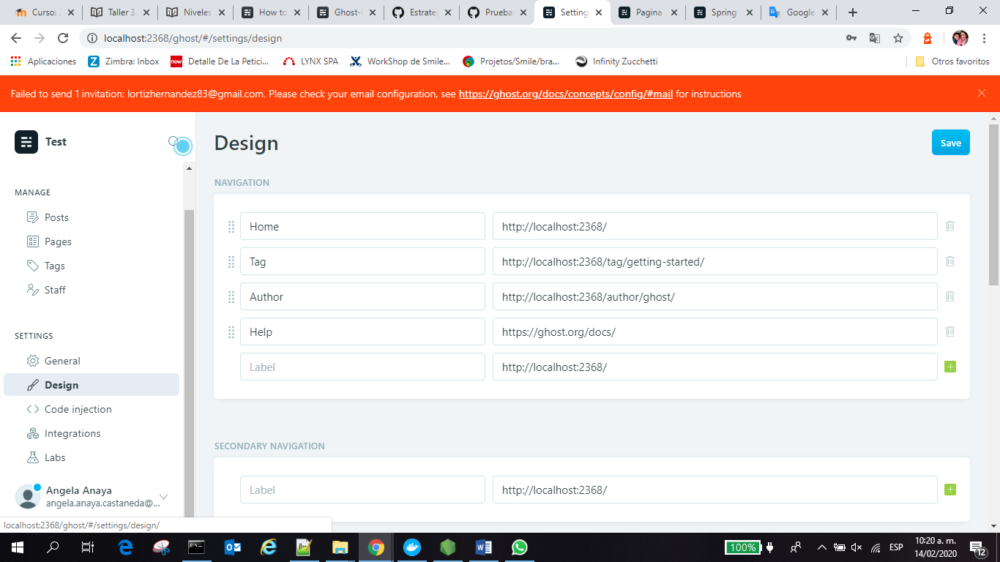 Curso: 2
Taller 3
Niveles
How to
Ghost-
Estrate
Prueba
Setting
Pagina
Spring
Google
localhost:2368/ghost/#/settings/design
Aplicaciones
Zimbra: Inbox
now
Detalle De La Petici...
LYNX SPA
WorkShop de Smile...
Projetos/Smile/bra...
Infinity Zucchetti
Otros favoritos
Failed to send 1 invitation: lortizhernandez83@gmail.com. Please check your email configuration, see https://ghost.org/docs/concepts/config/#mail for instructions
Test
Design
Save
MANAGE
Posts
Pages
Tags
Staff
SETTINGS
General
Design
Code injection
Integrations
Labs
Angela Anaya
angela.anaya.castaneda@...
NAVIGATION
Home
http://localhost:2368/
Tag
http://localhost:2368/tag/getting-started/
Author
http://localhost:2368/author/ghost/
Help
https://ghost.org/docs/
Label
http://localhost:2368/
SECONDARY NAVIGATION
Label
http://localhost:2368/
localhost:2368/ghost/#/settings/design/
100%
ESP
10:20 a. m.
14/02/2020
12